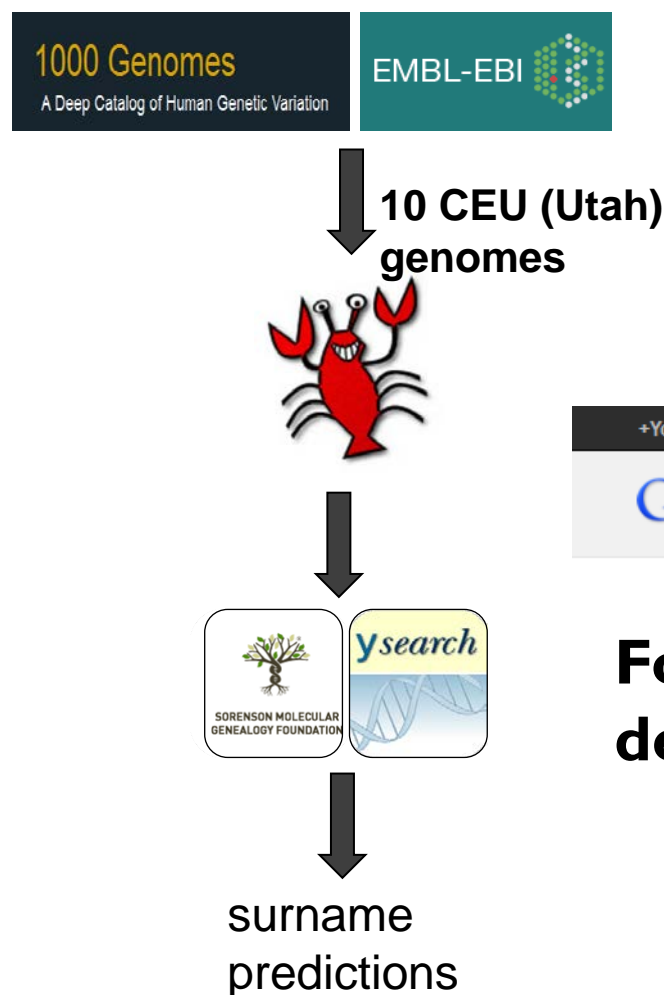 1000 Genomes
A Deep Catalog of Human Genetic Variation
EMBL-EBI
10 CEU (Utah)
genomes
SORENSON MOLECULAR
GENEALOGY FOUNDATION
ysearch
surname
predictions